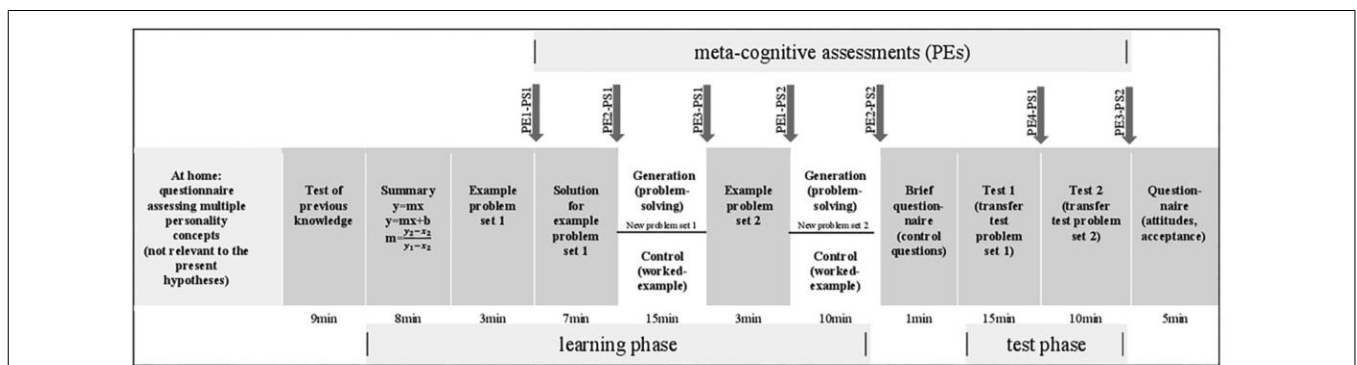 meta-cognitive assessments (PEs)
PE1-PS1
PE2-PS1
PE3-PS1
PE1-PS2
PE2-PS2
PE4-PS1
PE3-PS2
At home:
questionnaire
assessing multiple
personality
concepts
(not relevant to the
present
hypotheses)
Test of
previous
knowledge
Summary
y=mx
y=mx+b
m=y₂−x₂
y₁−x₂
Example
problem
set 1
Solution
for
example
problem
set 1
Generation
(problem-
solving)
New problem set 1
Control
(worked-
example)
Example
problem
set 2
Generation
(problem-
solving)
New problem set 2
Control
(worked-
example)
Brief
question-
naire
(control
questions)
Test 1
(transfer
test
problem
set 1)
Test 2
(transfer
test problem
set 2)
Question-
naire
(attitudes,
acceptance)
9min
8min
3min
7min
15min
3min
10min
1min
15min
10min
5min
learning phase
test phase